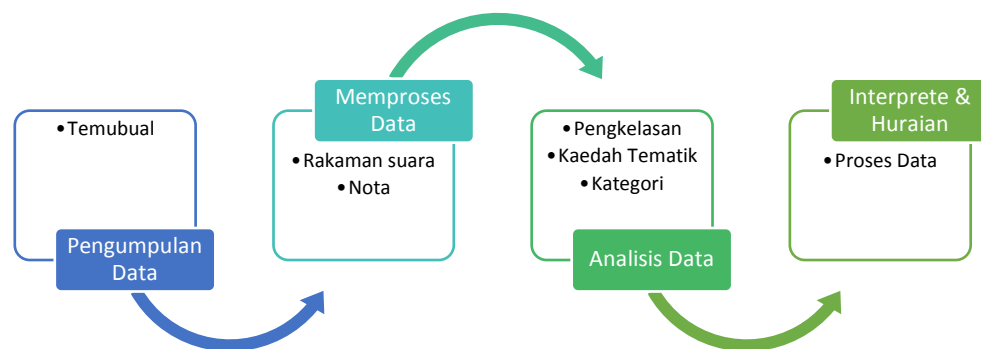 • Temubual
Pengumpulan
Data
Memproses
Data
• Rakaman suara
• Nota
• Pengkelasan
• Kaedah Tematik
• Kategori
Analisis Data
Interprete &
Huraian
• Proses Data